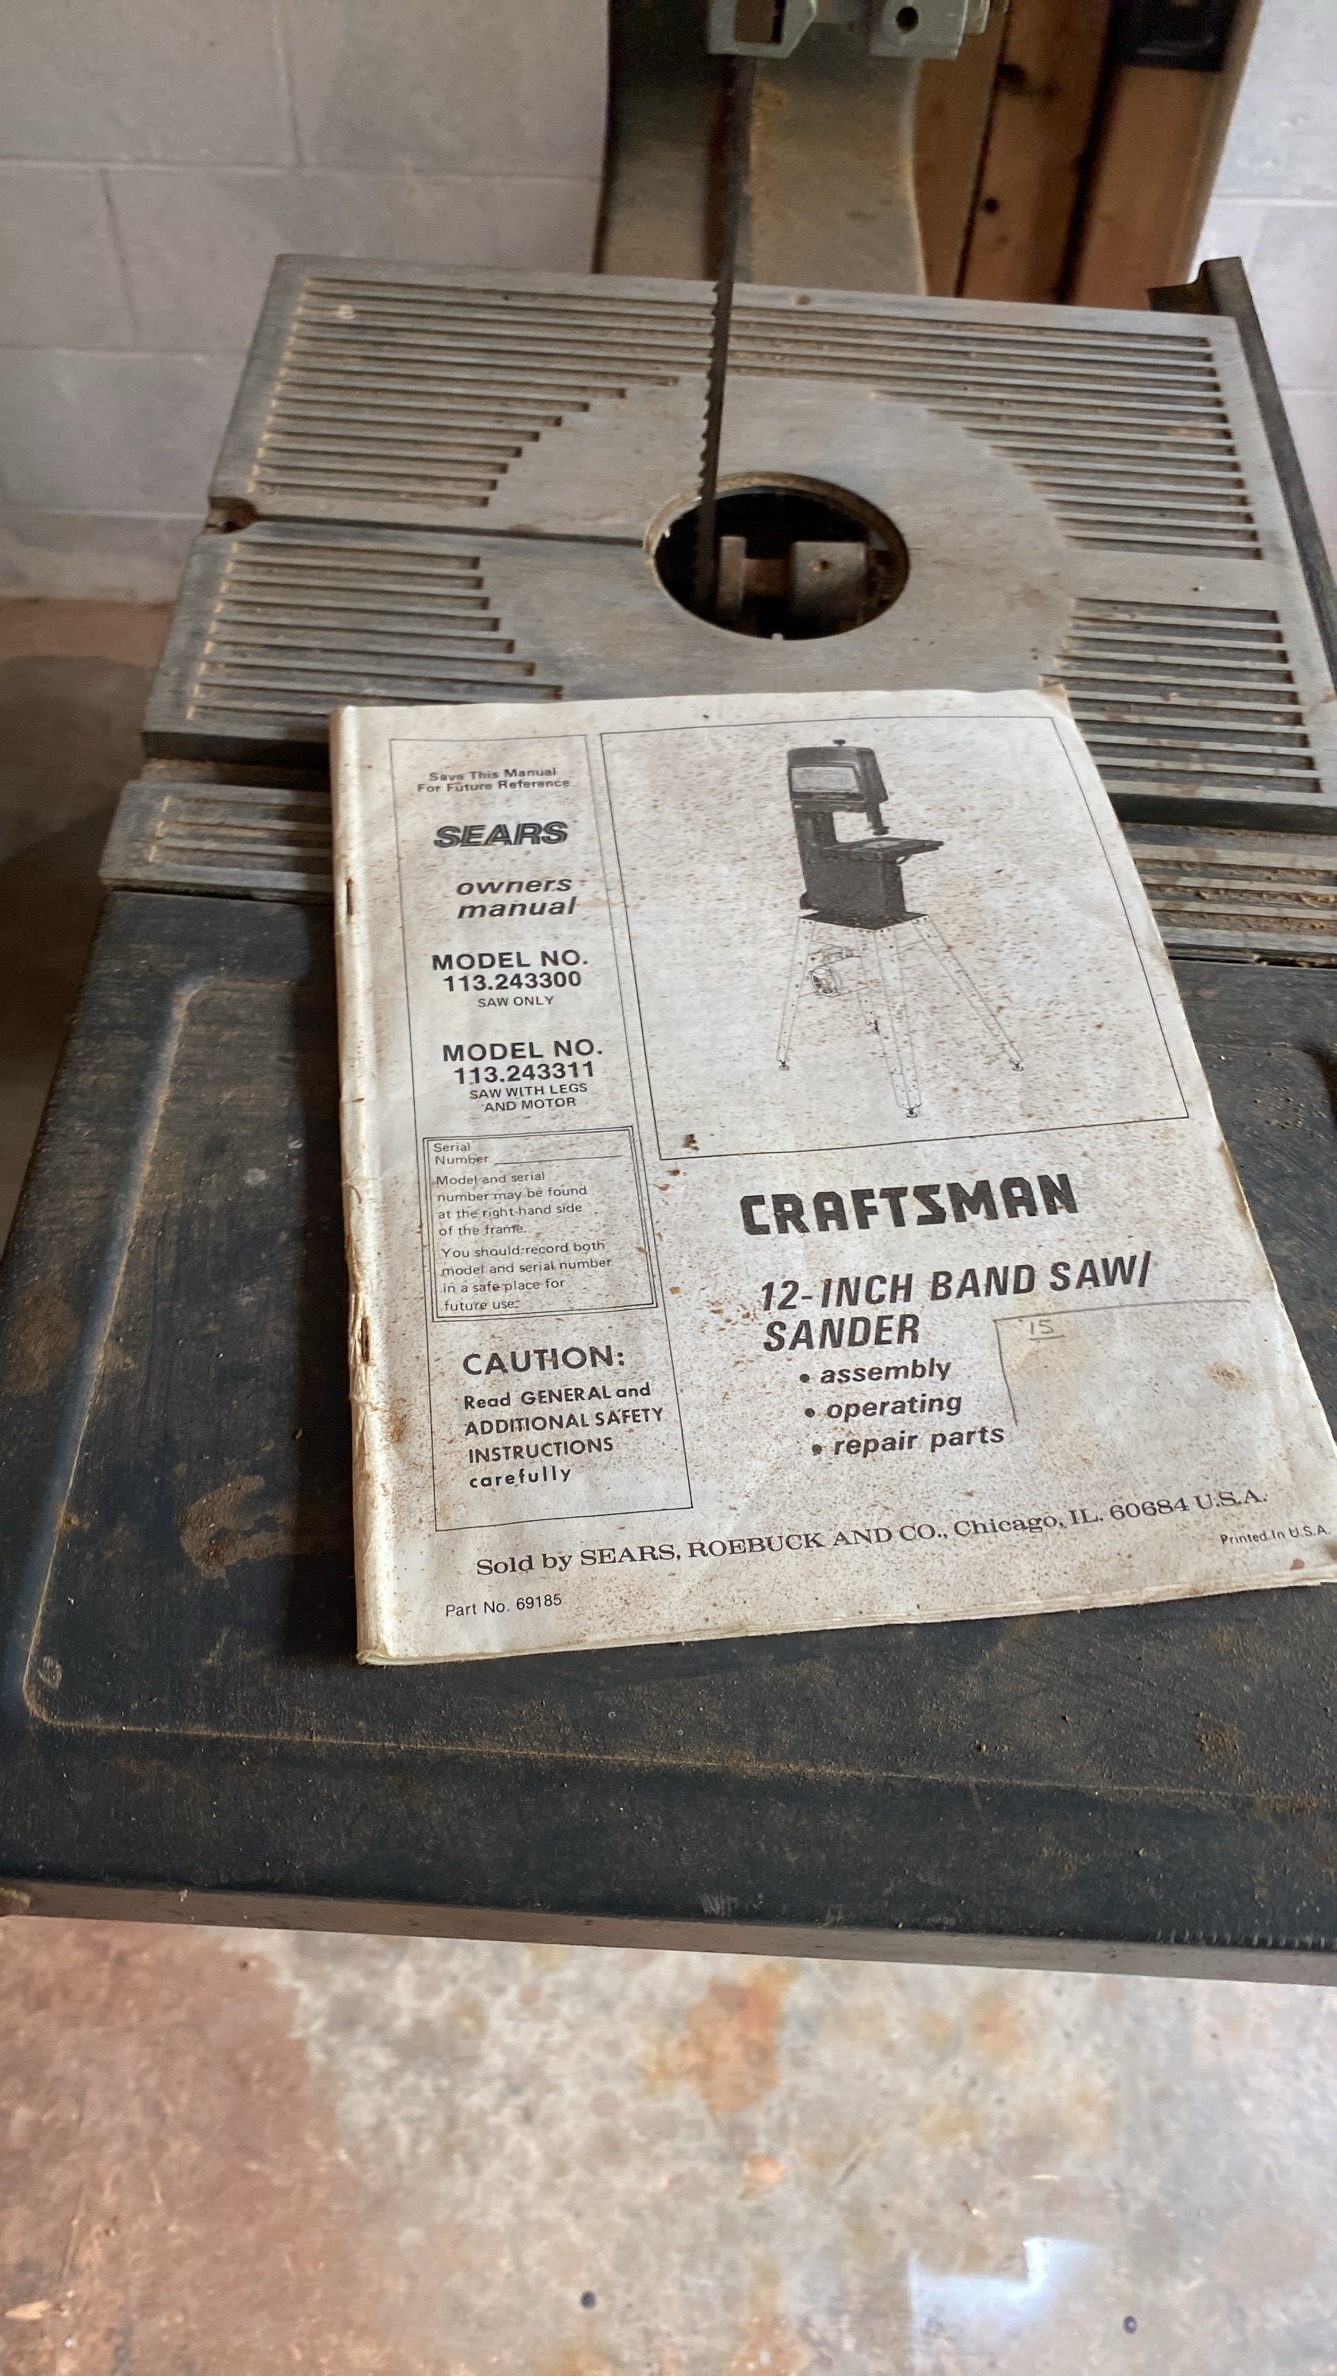 Save This Manual
For Future Reference
SEARS
owners
manual
MODEL NO.
113.243300
SAW ONLY
MODEL NO.
113.243311
SAW WITH LEGS
AND MOTOR
Serial
Number
Model and serial
number may be found
at the right-hand side
of the frame.
You should record both
model and serial number
in a safe place for
future use.
CAUTION:
Read GENERAL and
ADDITIONAL SAFETY
INSTRUCTIONS
carefully
CRAFTSMAN
12-INCH BAND SAW/
SANDER
15
• assembly
• operating
• repair parts
Sold by SEARS, ROEBUCK AND CO., Chicago, IL. 60684 U.S.A.
Part No. 69185
Printed in U.S.A.